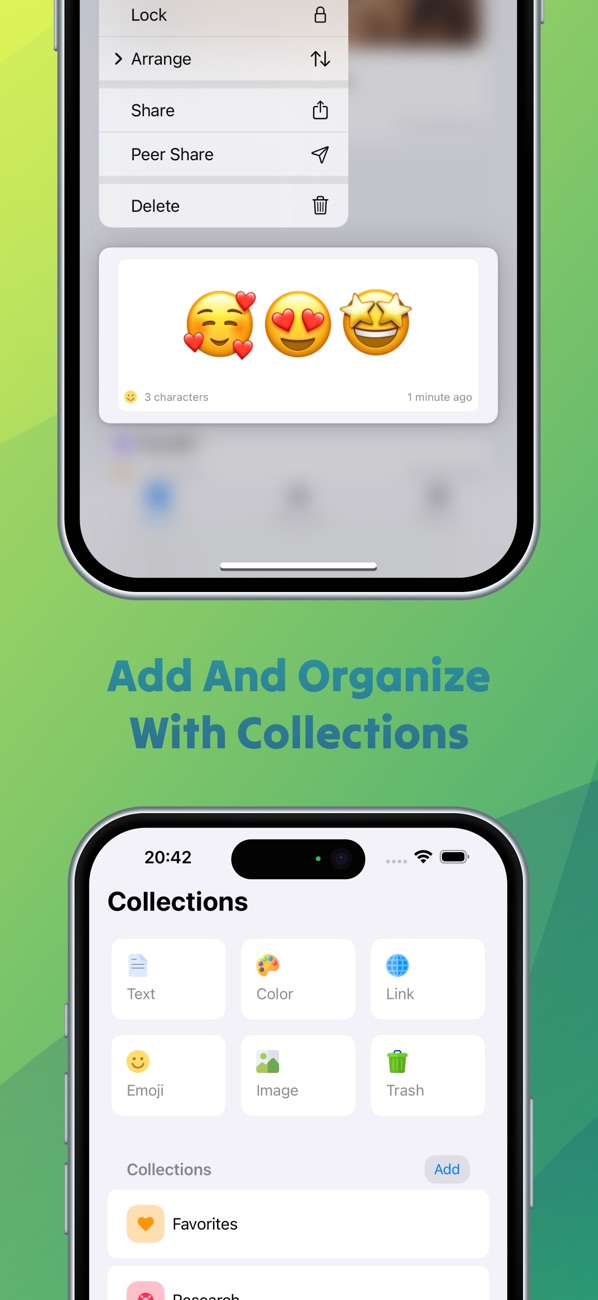 Lock
Arrange
Share
Peer Share
Delete
3 characters
1 minute ago
Add And Organize
With Collections
20:42
Collections
Text
Color
Link
Emoji
Image
Trash
Collections
Add
Favorites
Research